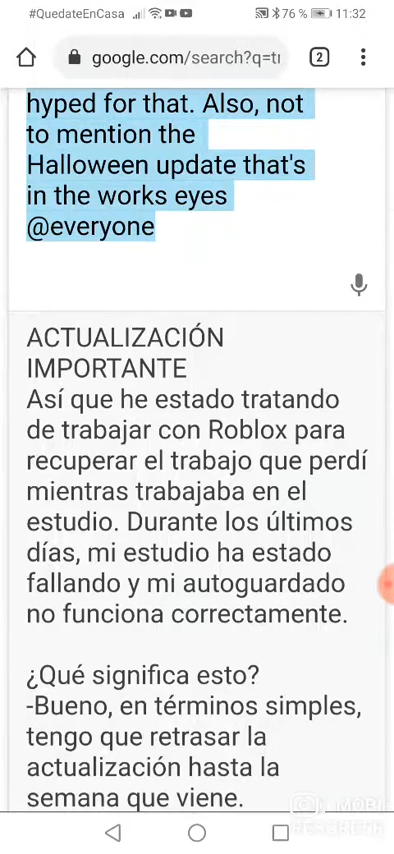 #QuedateEnCasa 76 % 11:32
google.com/search?q=tr 2
hyped for that. Also, not
to mention the
Halloween update that's
in the works eyes
@everyone
ACTUALIZACIÓN
IMPORTANTE
Así que he estado tratando
de trabajar con Roblox para
recuperar el trabajo que perdí
mientras trabajaba en el
estudio. Durante los últimos
días, mi estudio ha estado
fallando y mi autoguardado
no funciona correctamente.
¿Qué significa esto?
-Bueno, en términos simples,
tengo que retrasar la
actualización hasta la
semana que viene.